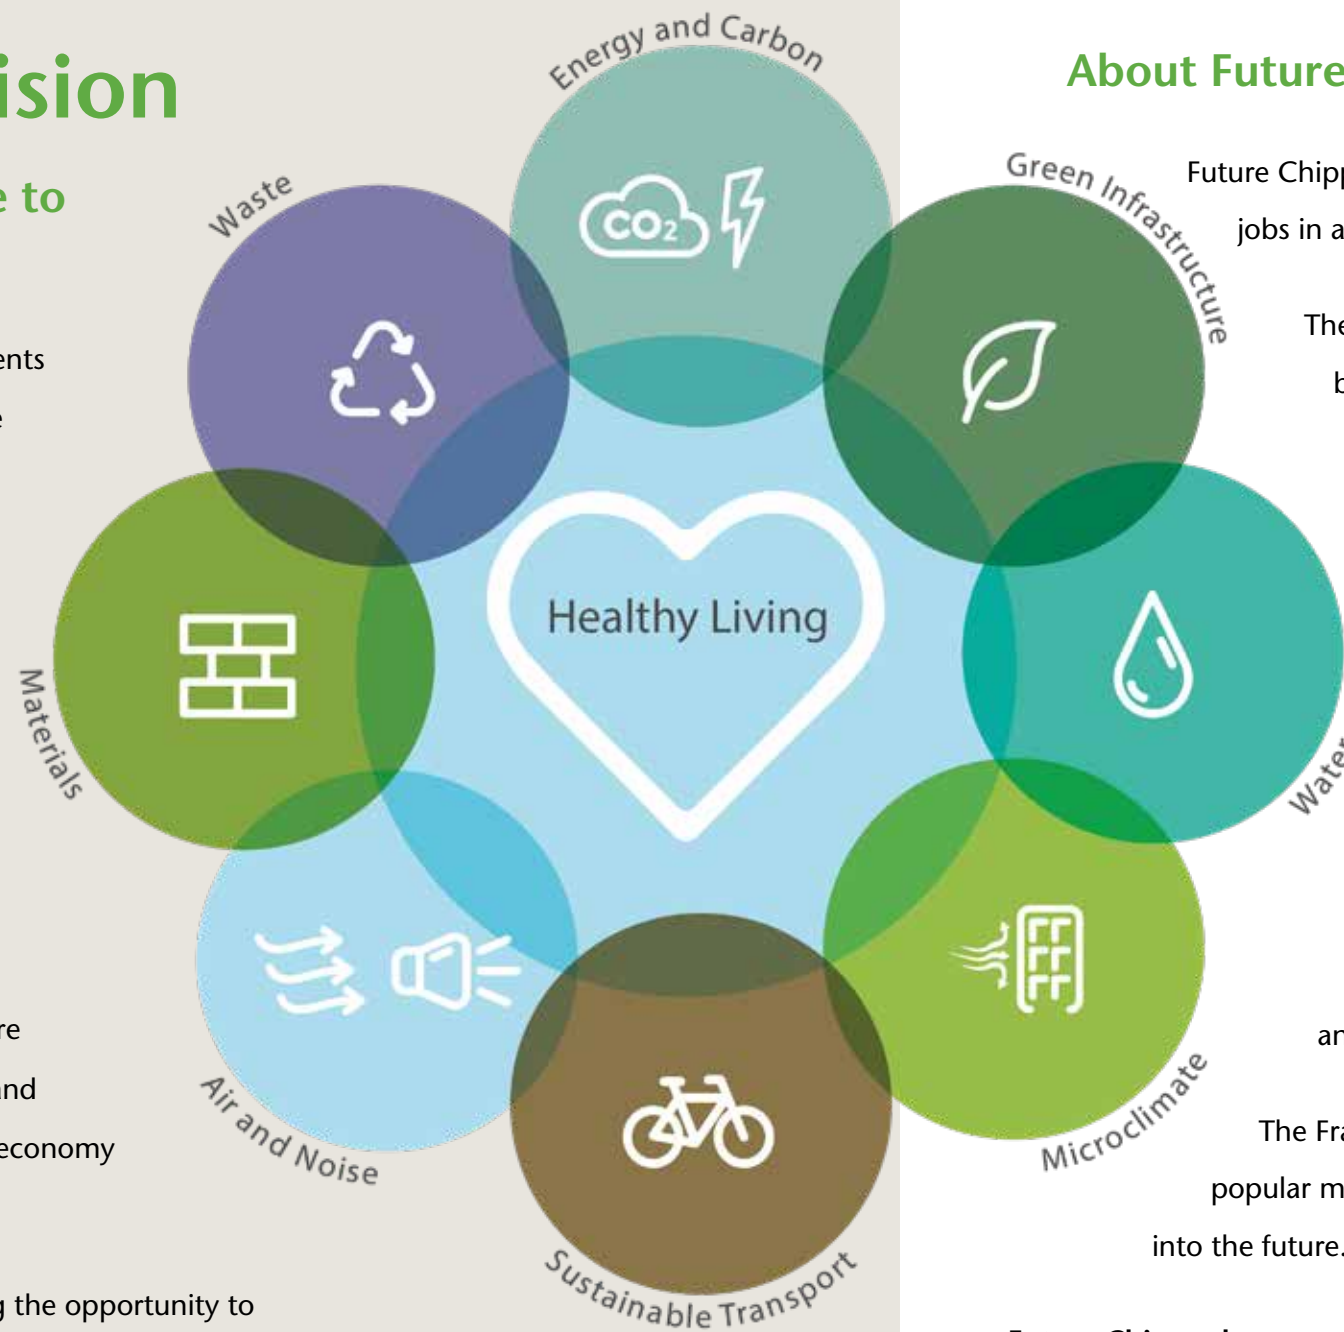 ision
e to
ents
e
re
and
economy
g the opportunity to
Energy and Carbon
CO₂
Waste
Green Infrastructure
Healthy Living
Materials
Water
Air and Noise
Microclimate
Sustainable Transport
About Future
Future Chipp
jobs in a
The
b
an
The Fra
popular m
into the future.